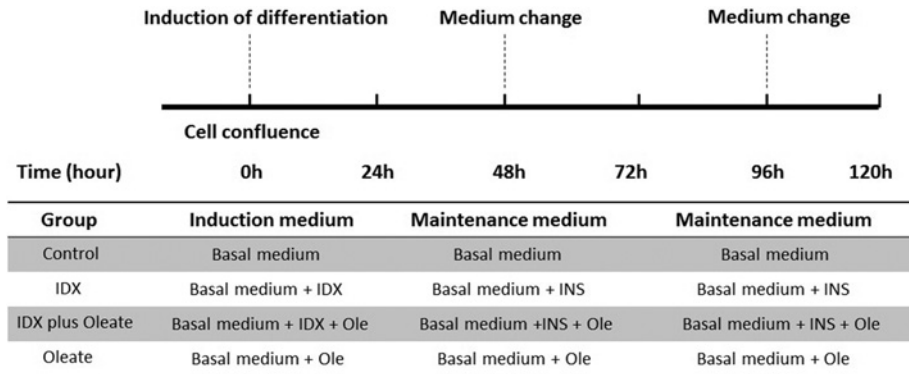 Induction of differentiation Medium change Medium change
Cell confluence
Time (hour) 0h 24h 48h 72h 96h 120h
Group Induction medium Maintenance medium Maintenance medium
Control Basal medium Basal medium Basal medium
IDX Basal medium + IDX Basal medium + INS Basal medium + INS
IDX plus Oleate Basal medium + IDX + Ole Basal medium +INS + Ole Basal medium + INS + Ole
Oleate Basal medium + Ole Basal medium + Ole Basal medium + Ole